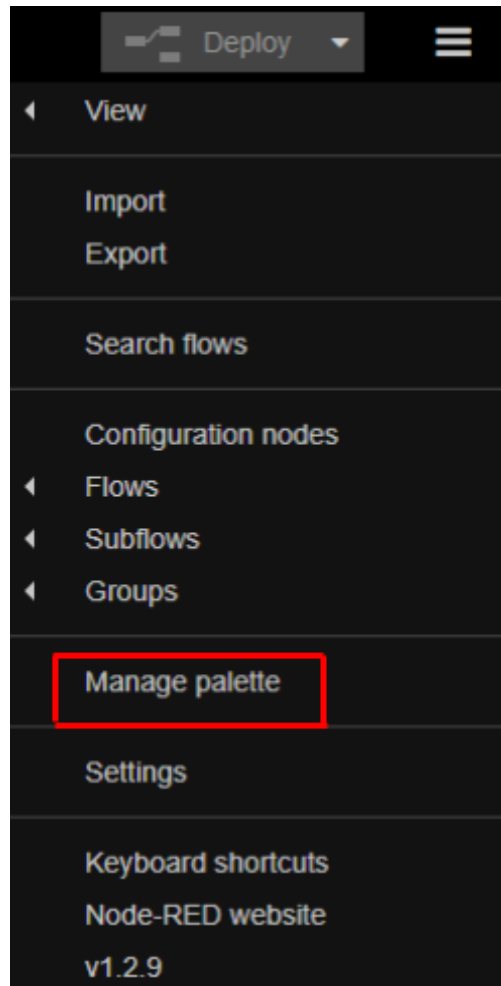 Deploy
View
Import
Export
Search flows
Configuration nodes
Flows
Subflows
Groups
Manage palette
Settings
Keyboard shortcuts
Node-RED website
v1.2.9